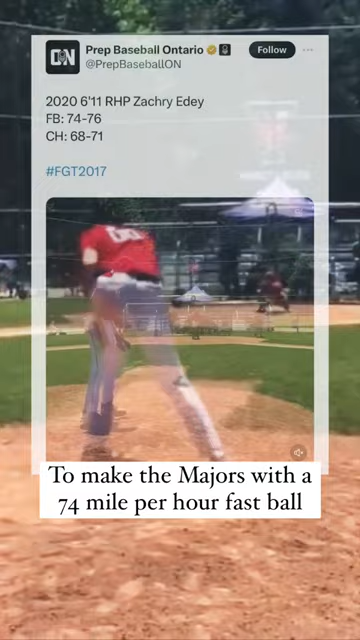 ON
Prep Baseball Ontario
Follow
@PrepBaseballON
2020 6'11 RHP Zachry Edey
FB: 74-76
CH: 68-71
#FGT2017
To make the Majors with a
74 mile per hour fast ball